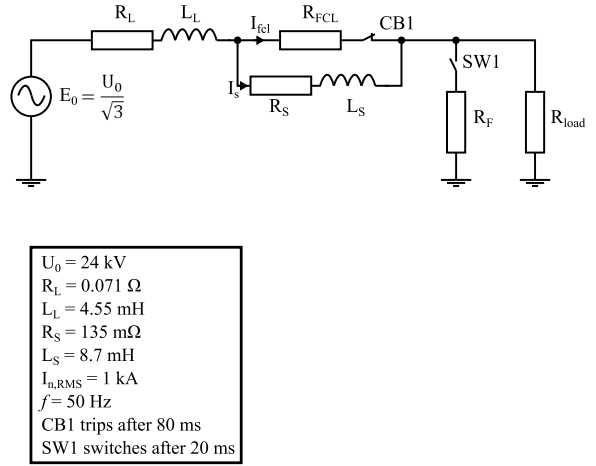 R_L
L_L
I_fcl
R_FCL
CB1
E_0 = U_0/√3
I_s
R_S
L_S
SW1
R_F
R_load
U_0 = 24 kV
R_L = 0.071 Ω
L_L = 4.55 mH
R_S = 135 mΩ
L_S = 8.7 mH
I_n,RMS = 1 kA
f = 50 Hz
CB1 trips after 80 ms
SW1 switches after 20 ms